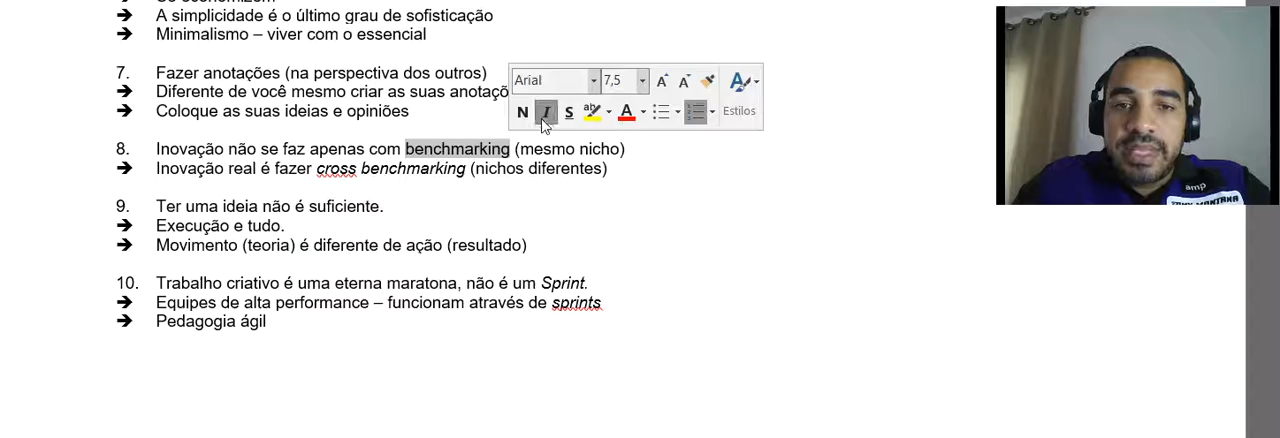 ➔ A simplicidade é o último grau de sofisticação
➔ Minimalismo – viver com o essencial
7. Fazer anotações (na perspectiva dos outros)
➔ Diferente de você mesmo criar as suas anotaçõ
➔ Coloque as suas ideias e opiniões
Arial 7,5 A A A
N I S ab A Estilos
8. Inovação não se faz apenas com benchmarking (mesmo nicho)
➔ Inovação real é fazer cross benchmarking (nichos diferentes)
9. Ter uma ideia não é suficiente.
➔ Execução e tudo.
➔ Movimento (teoria) é diferente de ação (resultado)
10. Trabalho criativo é uma eterna maratona, não é um Sprint.
➔ Equipes de alta performance – funcionam através de sprints
➔ Pedagogia ágil
amp